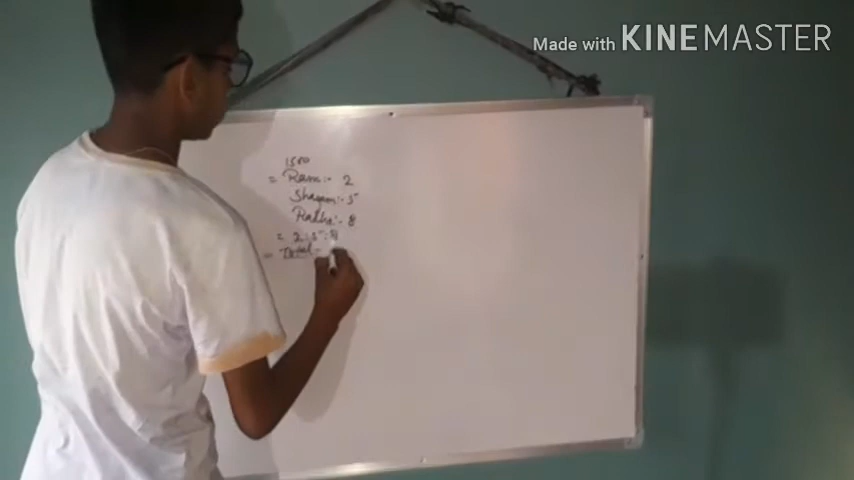 Made with KINEMASTER
1500
= Ram:- 2
Shayam:- 5
Radha:- 8
= 2:5:8
= Total -